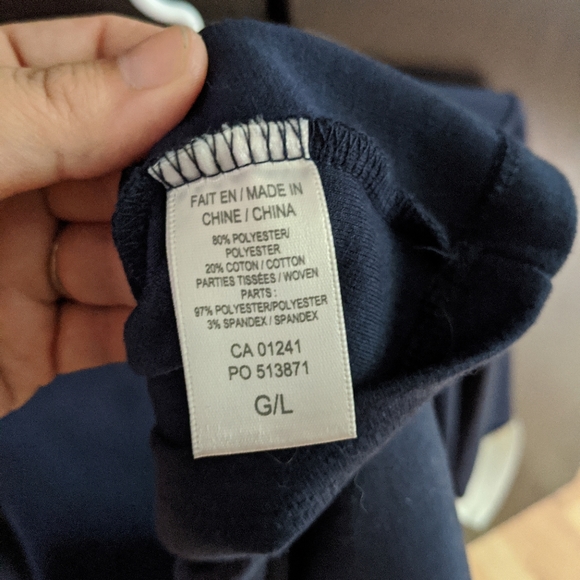 FAIT EN / MADE IN
CHINE / CHINA
80% POLYESTER/
POLYESTER
20% COTON / COTTON
PARTIES TISSÉES / WOVEN
PARTS :
97% POLYESTER/POLYESTER
3% SPANDEX / SPANDEX
CA 01241
PO 513871
G/L